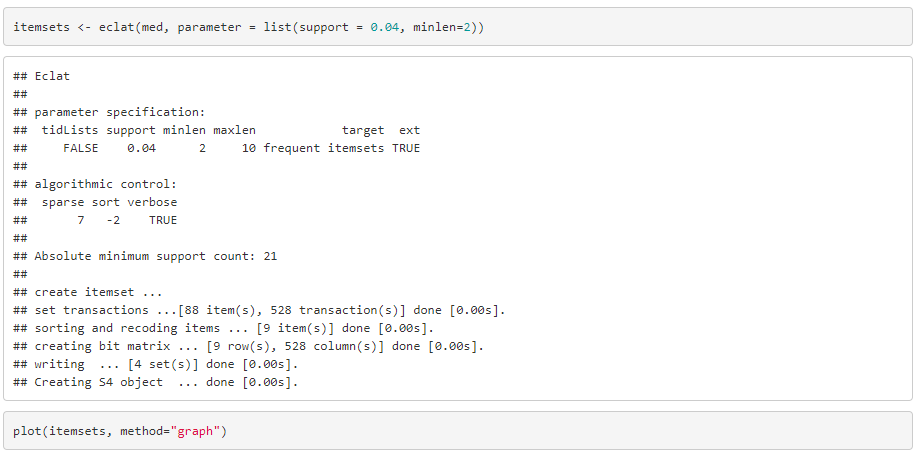 itemsets <- eclat(med, parameter = list(support = 0.04, minlen=2))
## Eclat
##
## parameter specification:
##  tidLists support minlen maxlen            target  ext
##     FALSE    0.04      2     10 frequent itemsets TRUE
##
## algorithmic control:
##  sparse sort verbose
##       7   -2    TRUE
##
## Absolute minimum support count: 21
##
## create itemset ...
## set transactions ...[88 item(s), 528 transaction(s)] done [0.00s].
## sorting and recoding items ... [9 item(s)] done [0.00s].
## creating bit matrix ... [9 row(s), 528 column(s)] done [0.00s].
## writing  ... [4 set(s)] done [0.00s].
## Creating S4 object  ... done [0.00s].
plot(itemsets, method="graph")